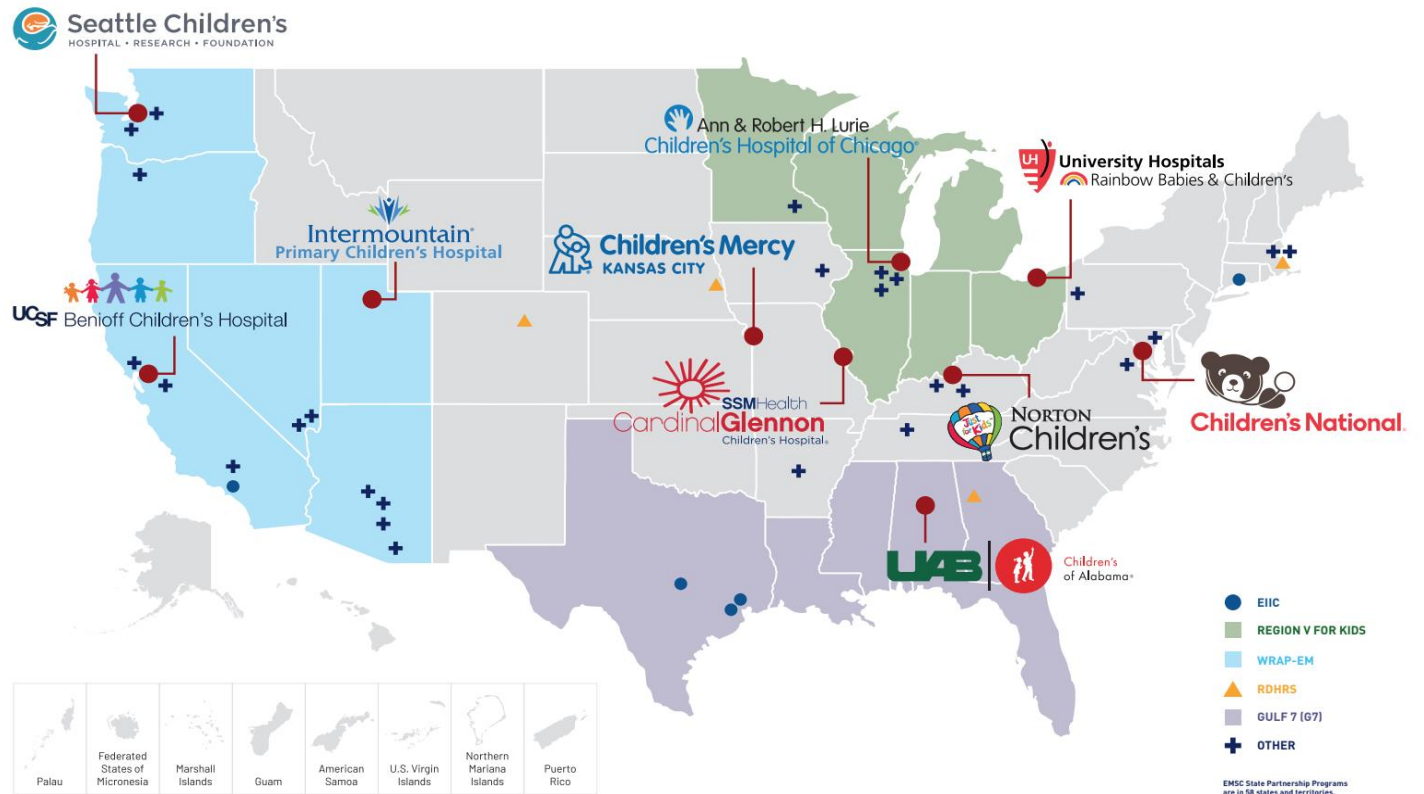 Seattle Children's
HOSPITAL • RESEARCH • FOUNDATION
Ann & Robert H. Lurie
Children's Hospital of Chicago®
UH
University Hospitals
Rainbow Babies & Children's
Intermountain®
Primary Children's Hospital
Children's Mercy
KANSAS CITY
UCSF Benioff Children's Hospital
SSMHealth
CardinalGlennon
Children's Hospital®
Just for Kids
NORTON
Children's
Children's National.
UAB
Children's
of Alabama®
EIIC
REGION V FOR KIDS
WRAP-EM
RDHRS
GULF 7 (G7)
OTHER
EMSC State Partnership Programs
are in 58 states and territories.
Palau
Federated
States of
Micronesia
Marshall
Islands
Guam
American
Samoa
U.S. Virgin
Islands
Northern
Mariana
Islands
Puerto
Rico